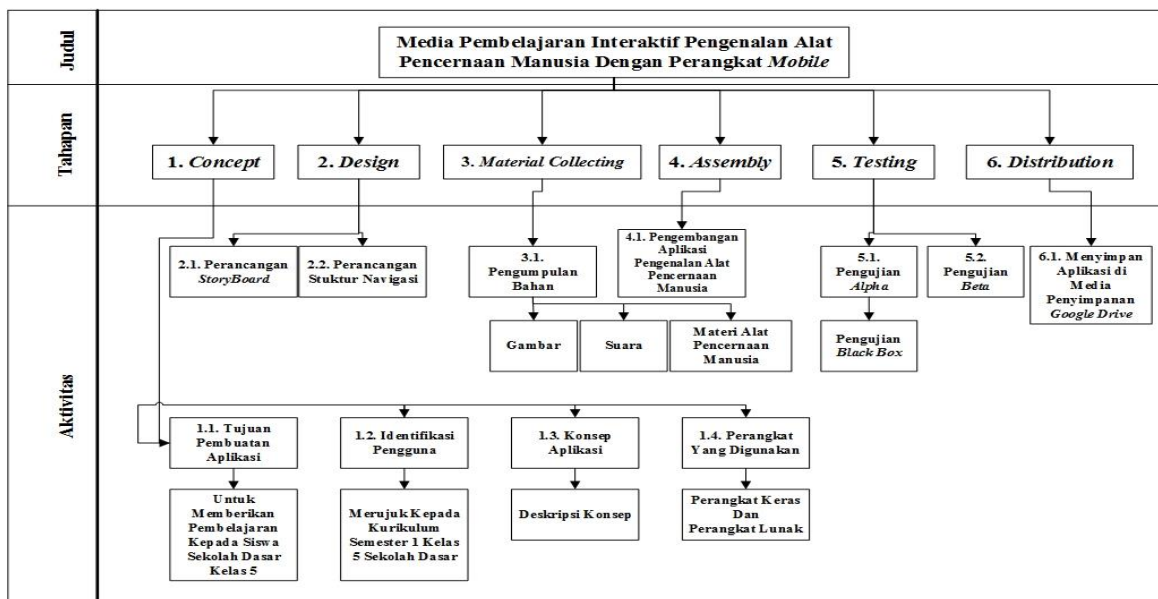 Judul
Media Pembelajaran Interaktif Pengenalan Alat
Pencernaan Manusia Dengan Perangkat Mobile
Tahapan
1. Concept
2. Design
3. Material Collecting
4. Assembly
5. Testing
6. Distribution
Aktivitas
2.1. Perancangan
StoryBoard
2.2. Perancangan
Stuktur Navigasi
3.1.
Pengumpulan
Bahan
4.1. Pengembangan
Aplikasi
Pengenalan Alat
Pencernaan
Manusia
5.1.
Pengujian
Alpha
5.2.
Pengujian
Beta
6.1. Menyimpan
Aplikasi di
Media
Penyimpanan
Google Drive
Gambar
Suara
Materi Alat
Pencernaan
Manusia
Pengujian
Black Box
1.1. Tujuan
Pembuatan
Aplikasi
1.2. Identifikasi
Pengguna
1.3. Konsep
Aplikasi
1.4. Perangkat
Yang Digunakan
Untuk
Memberikan
Pembelajaran
Kepada Siswa
Sekolah Dasar
Kelas 5
Merujuk Kepada
Kurikulum
Semester 1 Kelas
5 Sekolah Dasar
Deskripsi Konsep
Perangkat Keras
Dan
Perangkat Lunak